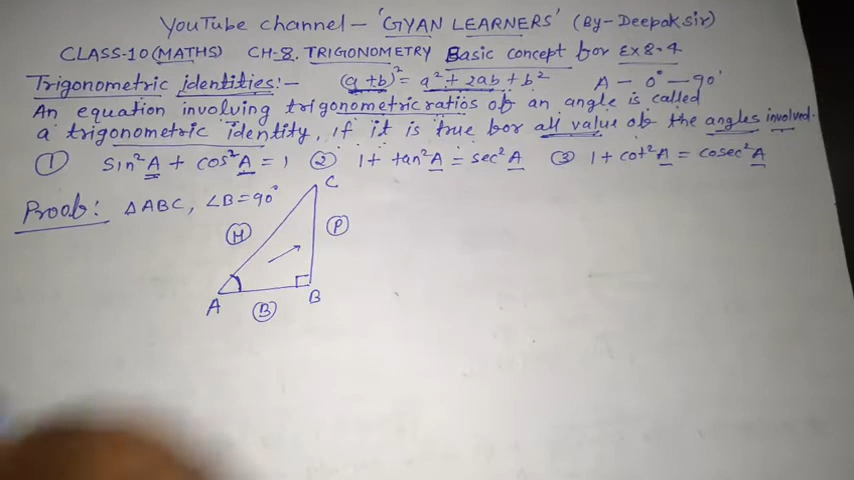 YouTube channel - 'GYAN LEARNERS' (By-Deepak sir)
CLASS-10 (MATHS) CH-8. TRIGONOMETRY Basic concept for Ex 8.4
Trigonometric identities:- (a+b)² = a² + 2ab + b² A - 0° - 90°
An equation involving trigonometric ratios of an angle is called
a trigonometric identity, if it is true for all value of the angles involved.
① sin²A + cos²A = 1 ② 1 + tan²A = sec²A ③ 1 + cot²A = cosec²A
Proof: △ABC, ∠B = 90°
C
H
P
A
B
B